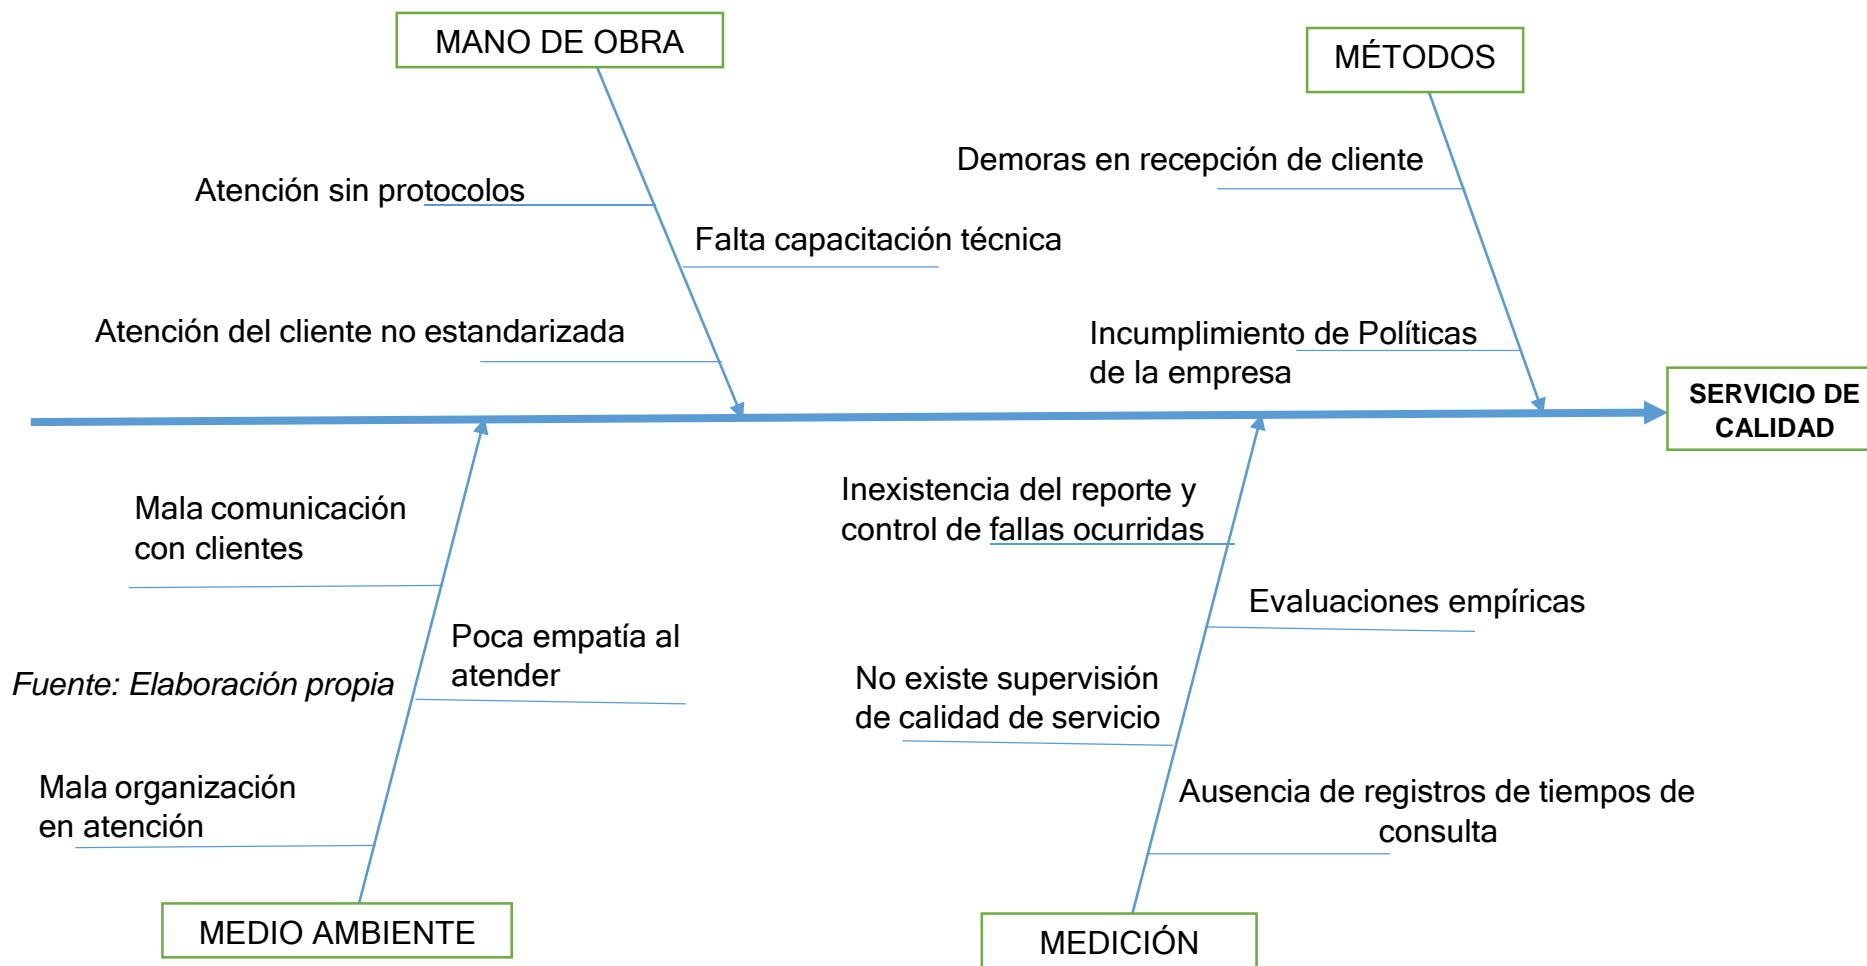 MANO DE OBRA
MÉTODOS
Demoras en recepción de cliente
Atención sin protocolos
Falta capacitación técnica
Atención del cliente no estandarizada
Incumplimiento de Políticas
de la empresa
SERVICIO DE
CALIDAD
Mala comunicación
con clientes
Inexistencia del reporte y
control de fallas ocurridas
Evaluaciones empíricas
Poca empatía al
atender
Fuente: Elaboración propia
No existe supervisión
de calidad de servicio
Mala organización
en atención
Ausencia de registros de tiempos de
consulta
MEDIO AMBIENTE
MEDICIÓN